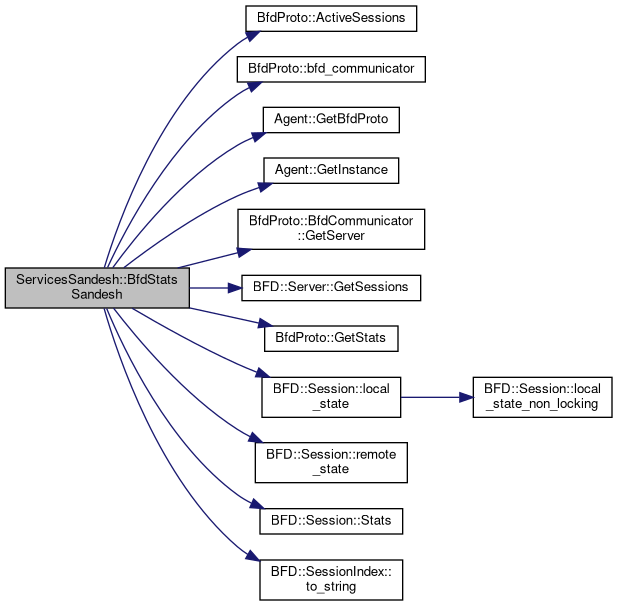 BfdProto::ActiveSessions
BfdProto::bfd_communicator
Agent::GetBfdProto
Agent::GetInstance
BfdProto::BfdCommunicator
::GetServer
ServicesSandesh::BfdStats
Sandesh
BFD::Server::GetSessions
BfdProto::GetStats
BFD::Session::local
_state
BFD::Session::local
_state_non_locking
BFD::Session::remote
_state
BFD::Session::Stats
BFD::SessionIndex::
to_string